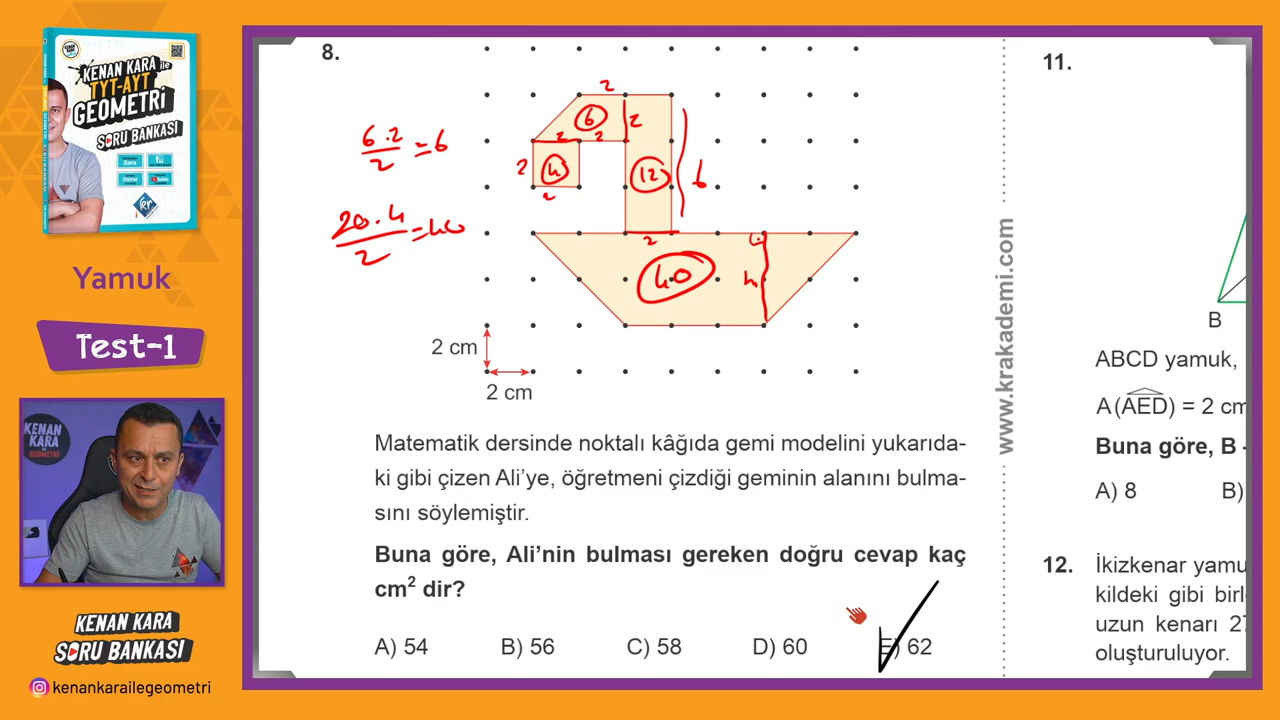 KENAN KARA ile
TYT-AYT
GEOMETRİ
SORU BANKASI
Yamuk
Test-1
KENAN KARA
GEOMETRİ
KENAN KARA
SORU BANKASI
kenankarailegeometri
8.
6.2
2
=6
20.4
2
=40
2
6
2
2
2
2
4
2
12
6
2
40
4
2 cm
2 cm
Matematik dersinde noktalı kâğıda gemi modelini yukarıda-
ki gibi çizen Ali'ye, öğretmeni çizdiği geminin alanını bulma-
sını söylemiştir.
Buna göre, Ali'nin bulması gereken doğru cevap kaç
cm² dir?
A) 54 B) 56 C) 58 D) 60 E) 62
www.krakademi.com
11.
B
ABCD yamuk,
A(AED) = 2 cm
Buna göre, B
A) 8 B)
12. İkizkenar yamu
kildeki gibi birle
uzun kenarı 27
oluşturuluyor.